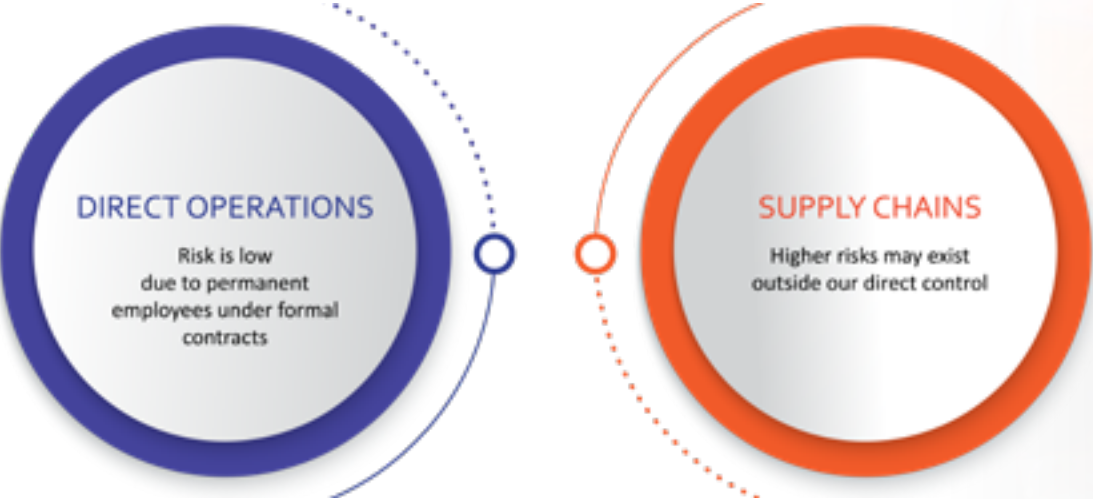 DIRECT OPERATIONS
Risk is low
due to permanent
employees under formal
contracts
SUPPLY CHAINS
Higher risks may exist
outside our direct control